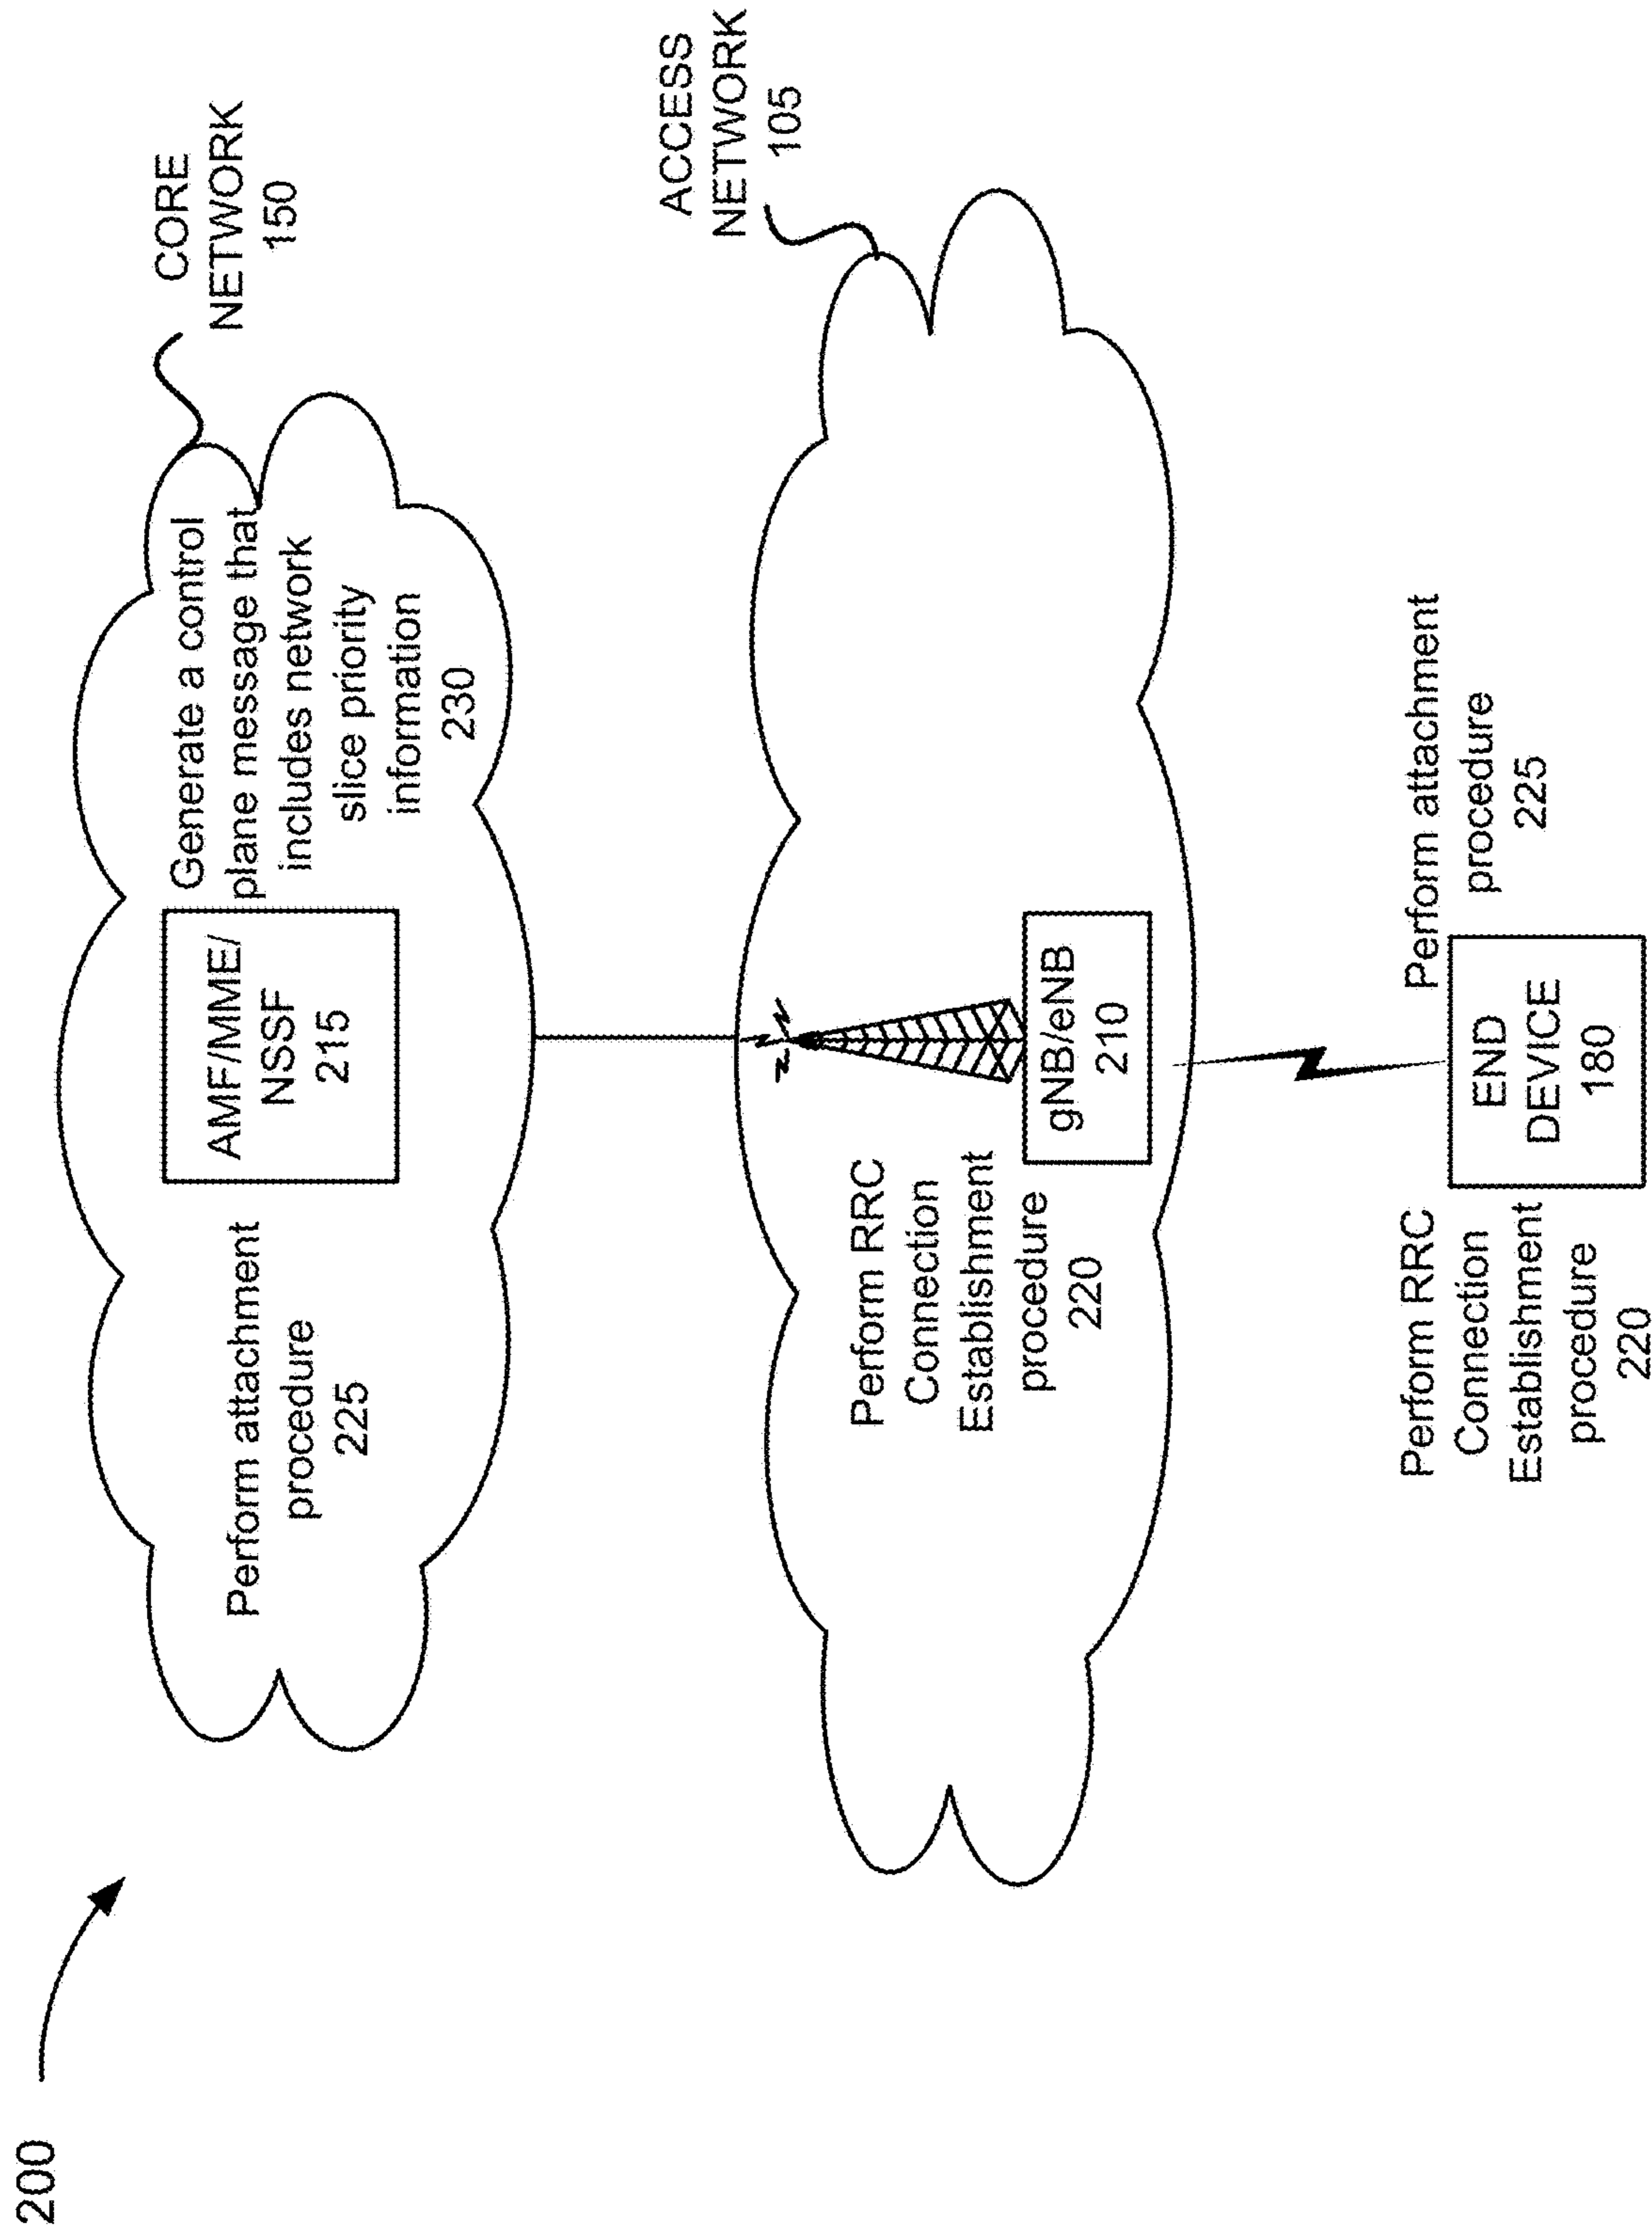 200
CORE
NETWORK
150
Perform attachment
procedure
225
AMF/MME/
NSSF
215
Generate a control
plane message that
includes network
slice priority
information
230
ACCESS
NETWORK
105
Perform RRC
Connection
Establishment
procedure
220
gNB/eNB
210
Perform RRC
Connection
Establishment
procedure
220
END
DEVICE
180
Perform attachment
procedure
225